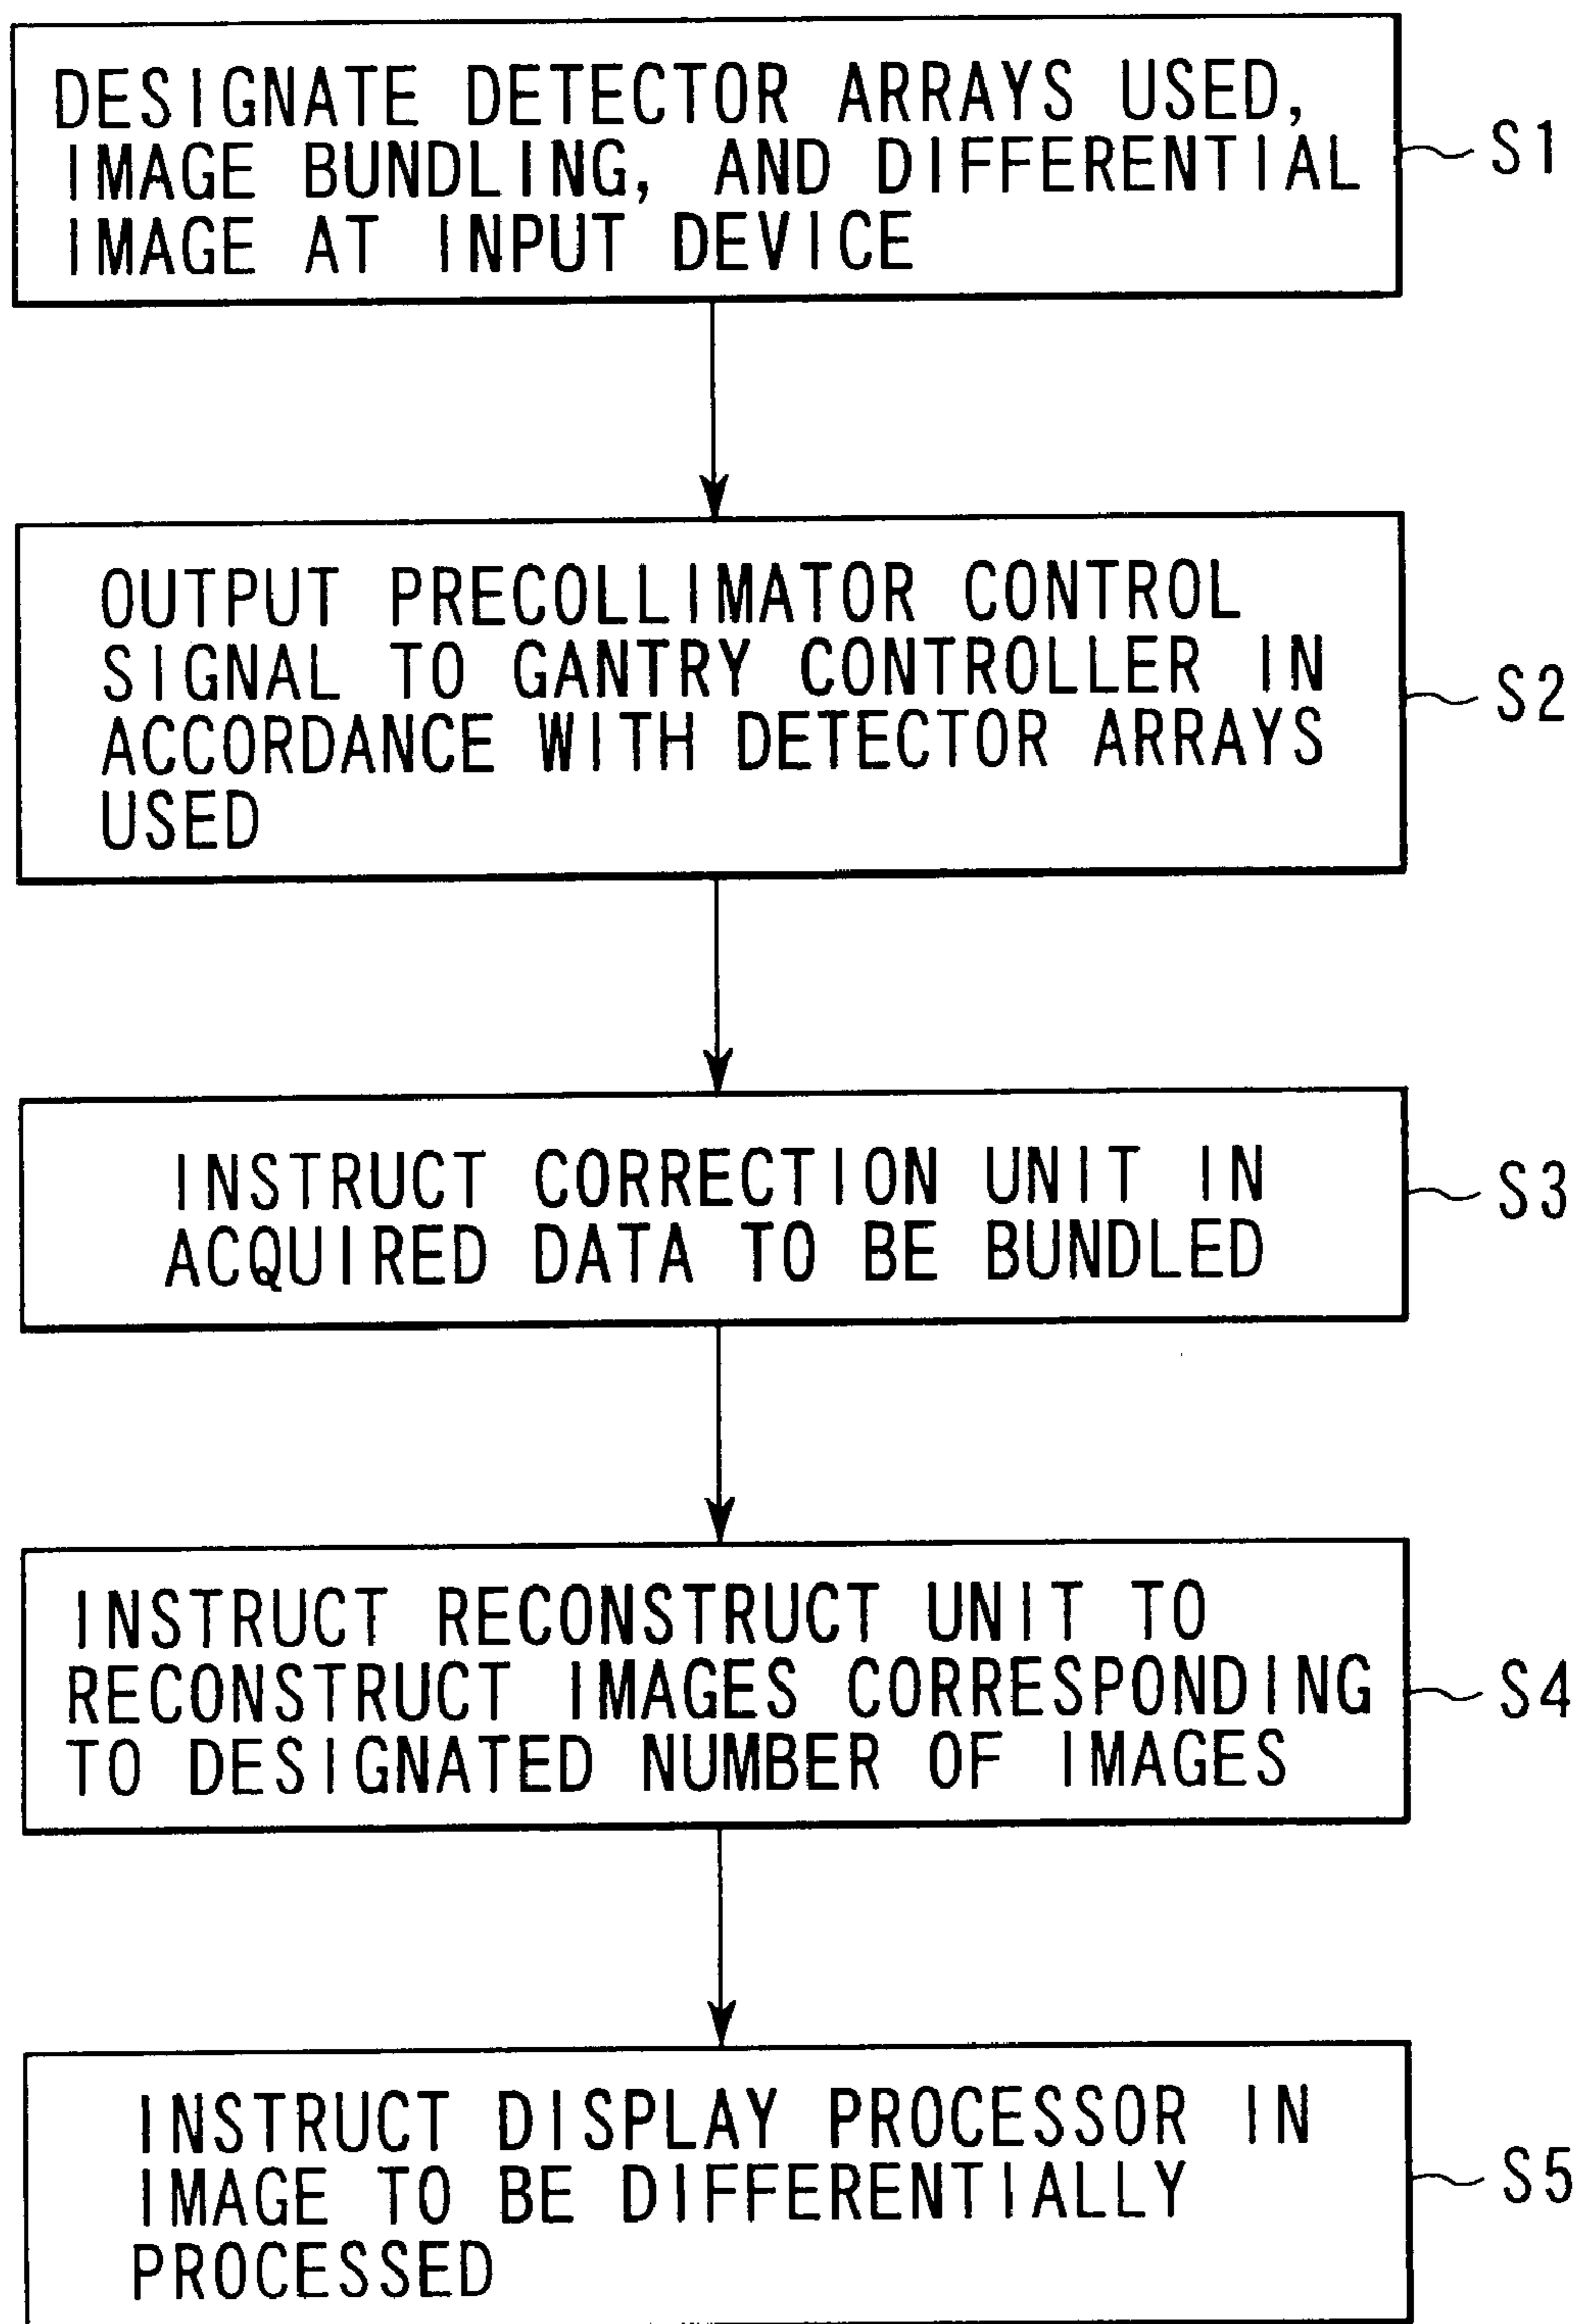 DESIGNATE DETECTOR ARRAYS USED,
IMAGE BUNDLING, AND DIFFERENTIAL
IMAGE AT INPUT DEVICE
S1
OUTPUT PRECOLLIMATOR CONTROL
SIGNAL TO GANTRY CONTROLLER IN
ACCORDANCE WITH DETECTOR ARRAYS
USED
S2
INSTRUCT CORRECTION UNIT IN
ACQUIRED DATA TO BE BUNDLED
S3
INSTRUCT RECONSTRUCT UNIT TO
RECONSTRUCT IMAGES CORRESPONDING
TO DESIGNATED NUMBER OF IMAGES
S4
INSTRUCT DISPLAY PROCESSOR IN
IMAGE TO BE DIFFERENTIALLY
PROCESSED
S5